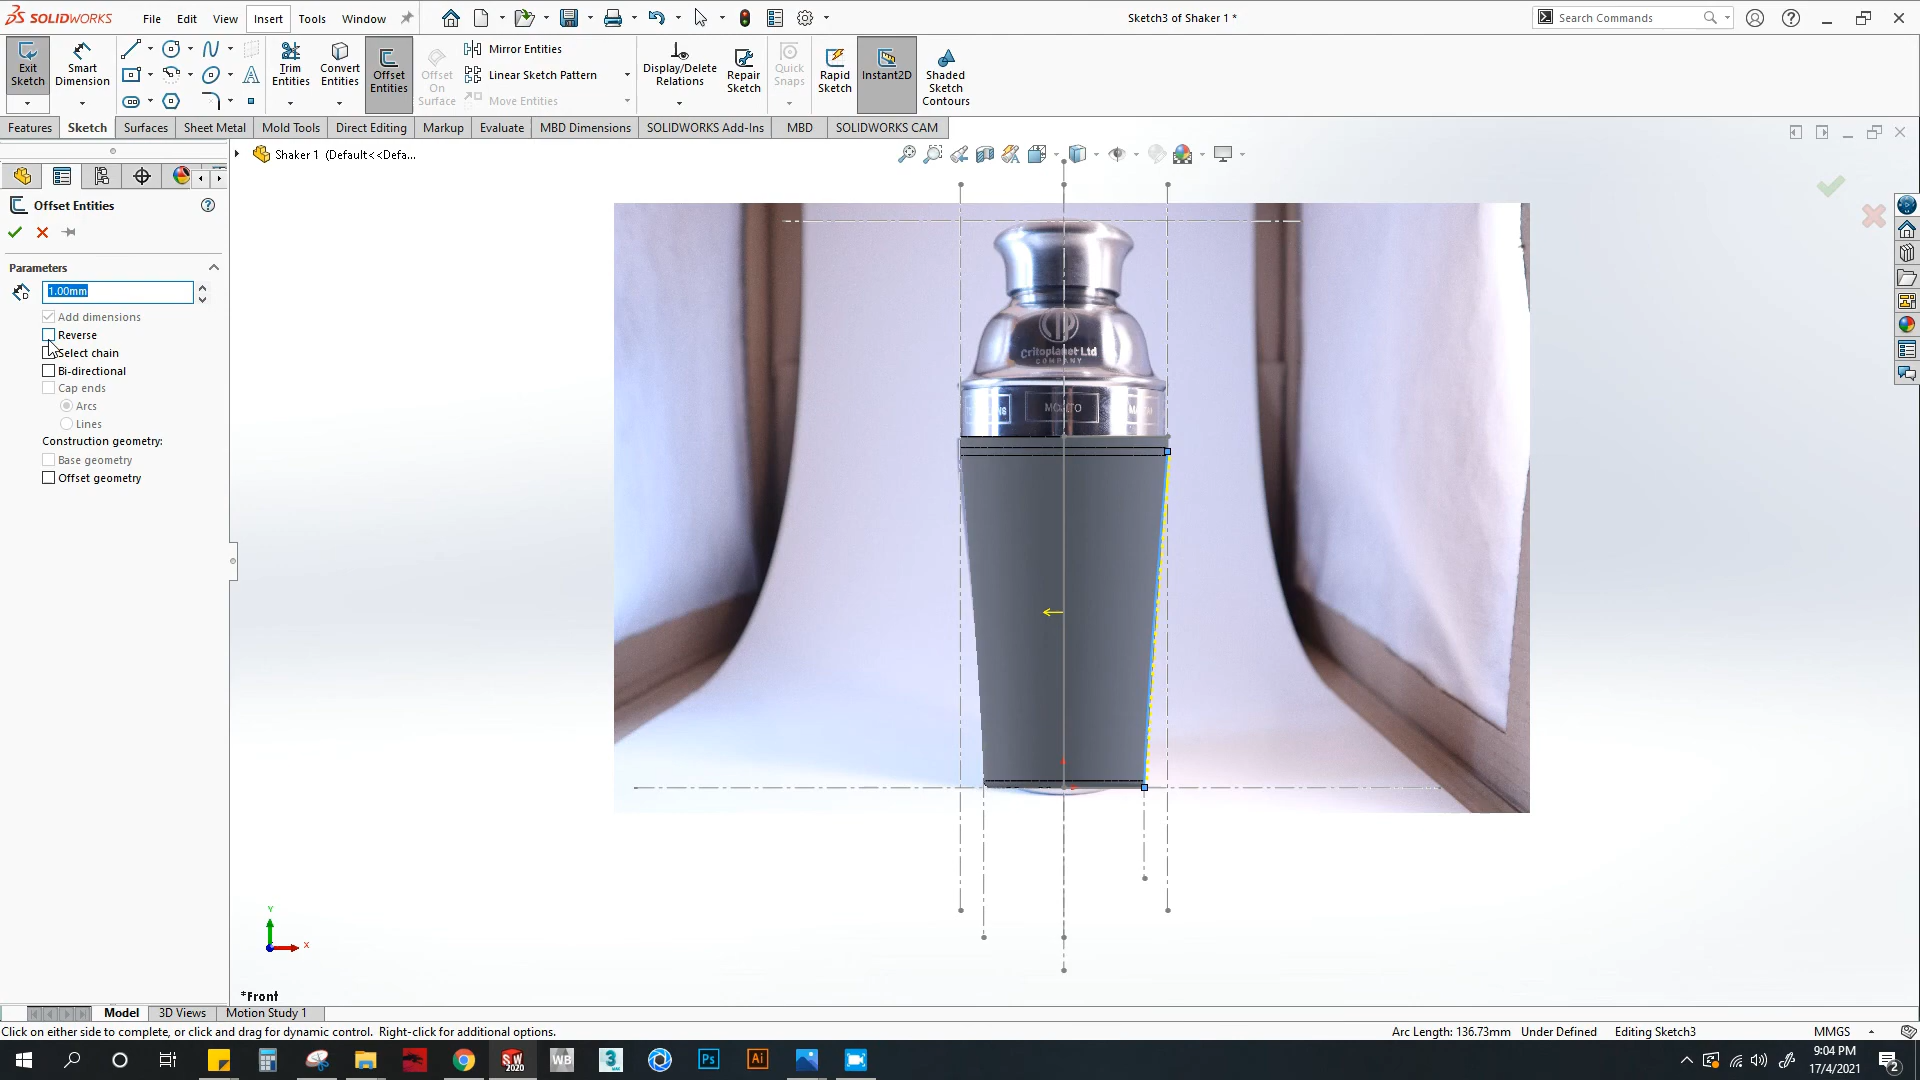 SOLIDWORKS
File
Edit
View
Insert
Tools
Window
Sketch3 of Shaker 1 *
Search Commands
Exit Sketch
Smart Dimension
Trim Entities
Convert Entities
Offset Entities
Offset On Surface
Mirror Entities
Linear Sketch Pattern
Move Entities
Display/Delete Relations
Repair Sketch
Quick Snaps
Rapid Sketch
Instant2D
Shaded Sketch Contours
Features
Sketch
Surfaces
Sheet Metal
Mold Tools
Direct Editing
Markup
Evaluate
MBD Dimensions
SOLIDWORKS Add-Ins
MBD
SOLIDWORKS CAM
Shaker 1 (Default<<Defa...
Offset Entities
Parameters
1.00mm
Add dimensions
Reverse
Select chain
Bi-directional
Cap ends
Arcs
Lines
Construction geometry:
Base geometry
Offset geometry
Critoplanet Ltd
COMPANY
Y
X
*Front
Model
3D Views
Motion Study 1
Click on either side to complete, or click and drag for dynamic control. Right-click for additional options.
Arc Length: 136.73mm
Under Defined
Editing Sketch3
MMGS
SW
2020
WB
3
Ps
Ai
9:04 PM
17/4/2021
2